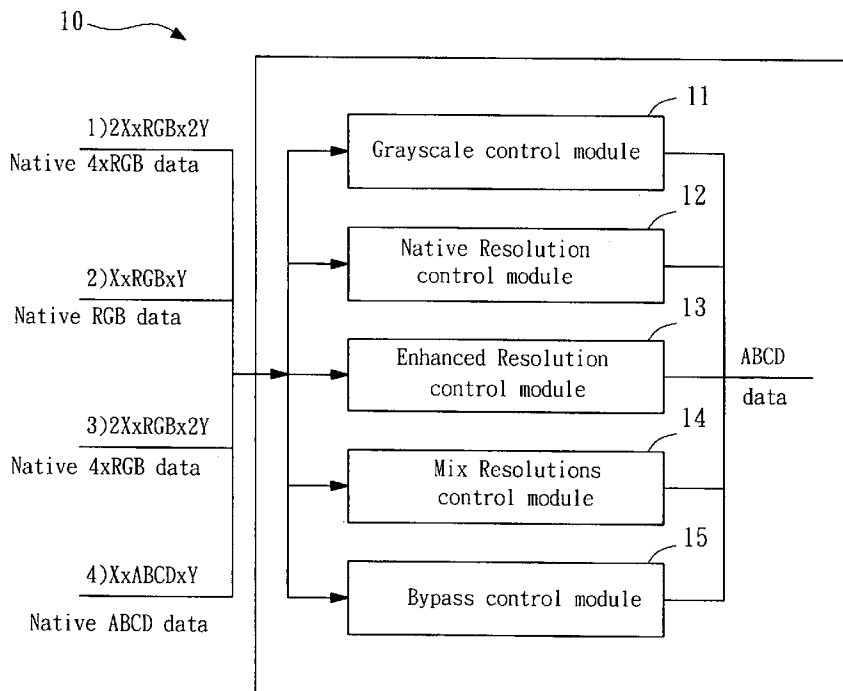 10
1)2XxRGBx2Y
Native 4xRGB data
2)XxRGBxY
Native RGB data
3)2XxRGBx2Y
Native 4xRGB data
4)XxABCDxY
Native ABCD data
11
Grayscale control module
12
Native Resolution
control module
13
Enhanced Resolution
control module
14
Mix Resolutions
control module
15
Bypass control module
ABCD
data